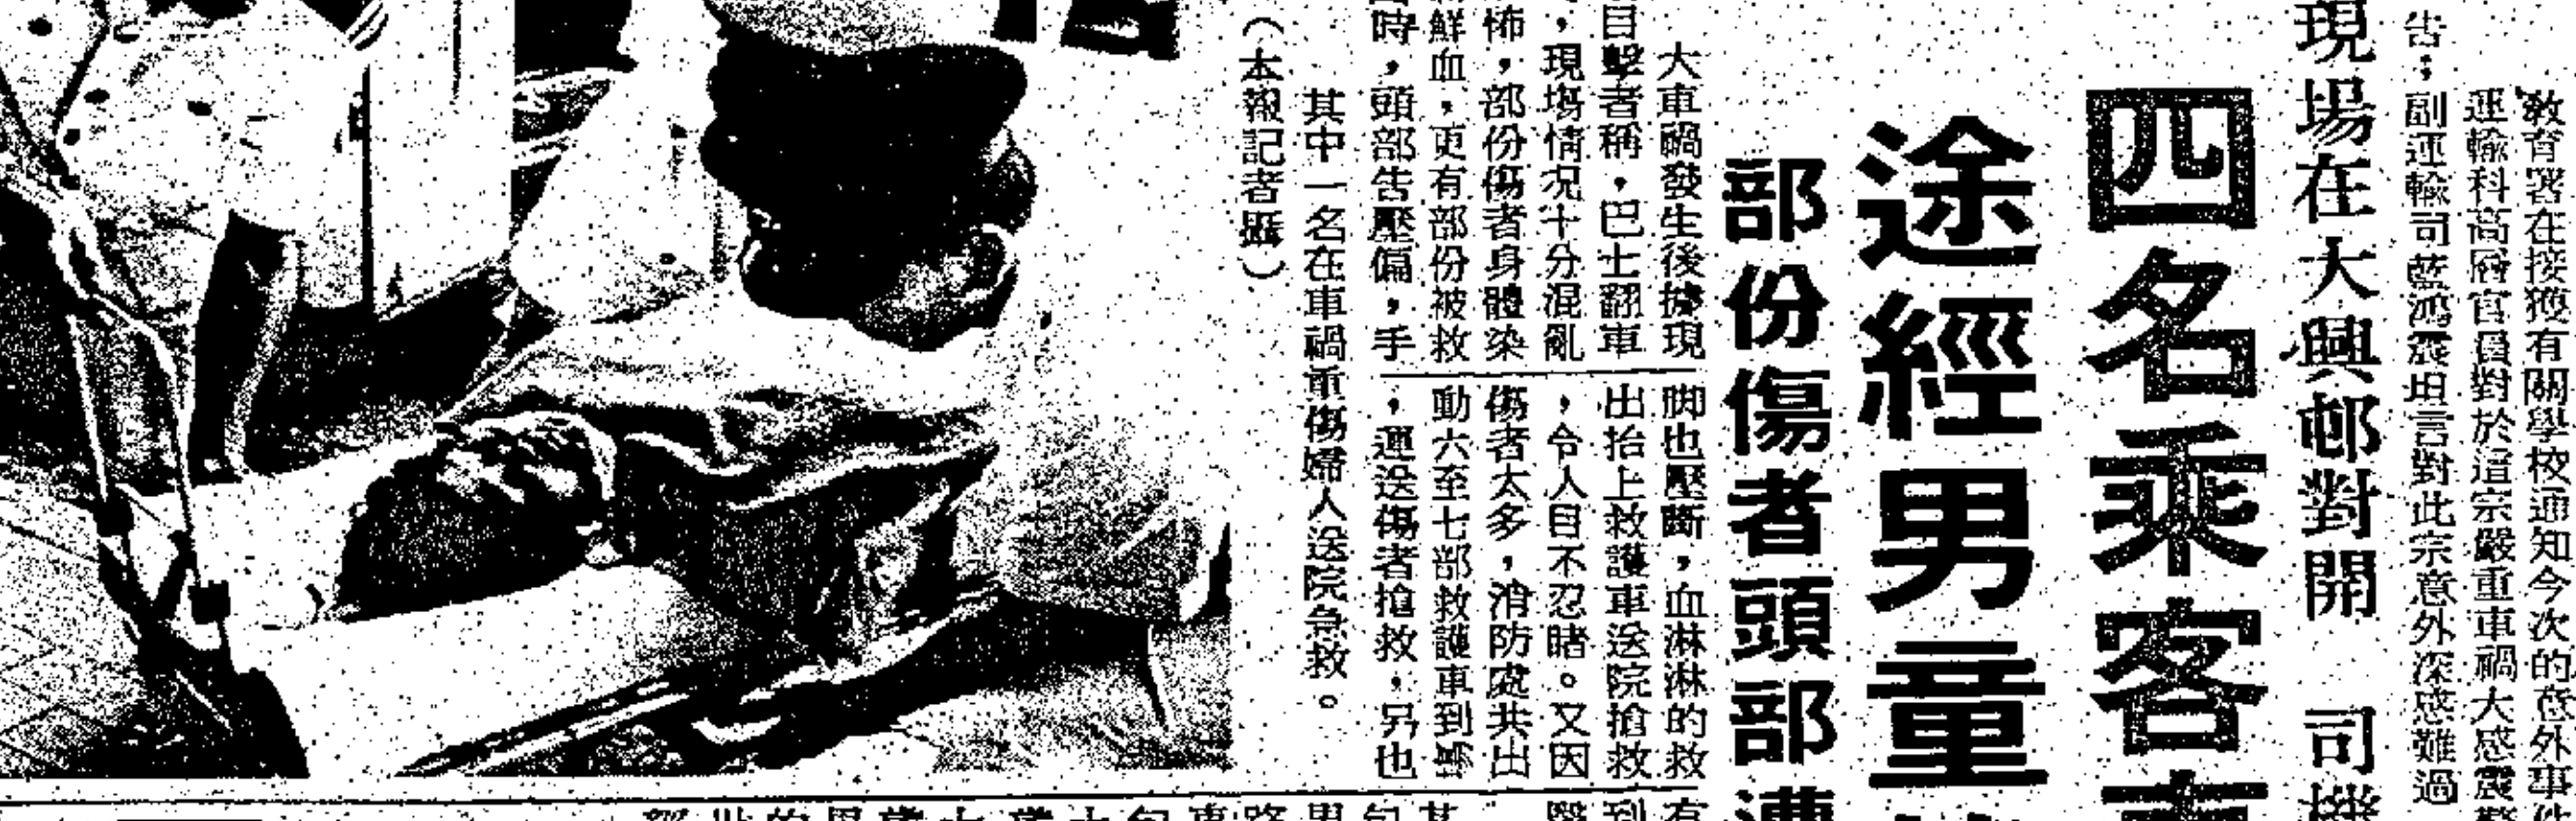 教育署在接獲有關學校通知今次的意外事件
運輸科高層官員對於這宗嚴重車禍大感震驚
告；副運輸司藍鴻震坦言對此宗意外深感難過
現場在大興邨對開　司機
四名乘客
途經男童
部份傷者頭部遭
大車禍發生後據現
目擊者稱，巴士翻車
，現場情况十分混亂
怖，部份傷者身體染
鮮血，更有部份被救
時，頭部告壓偏，手
脚也壓斷，血淋淋的救
出抬上救護車送院搶救
，令人目不忍睹。又因
傷者太多，消防處共出
動六至七部救護車到
，運送傷者搶救，另也
其中一名在車禍重傷婦人送院急救。
（本報記者攝）